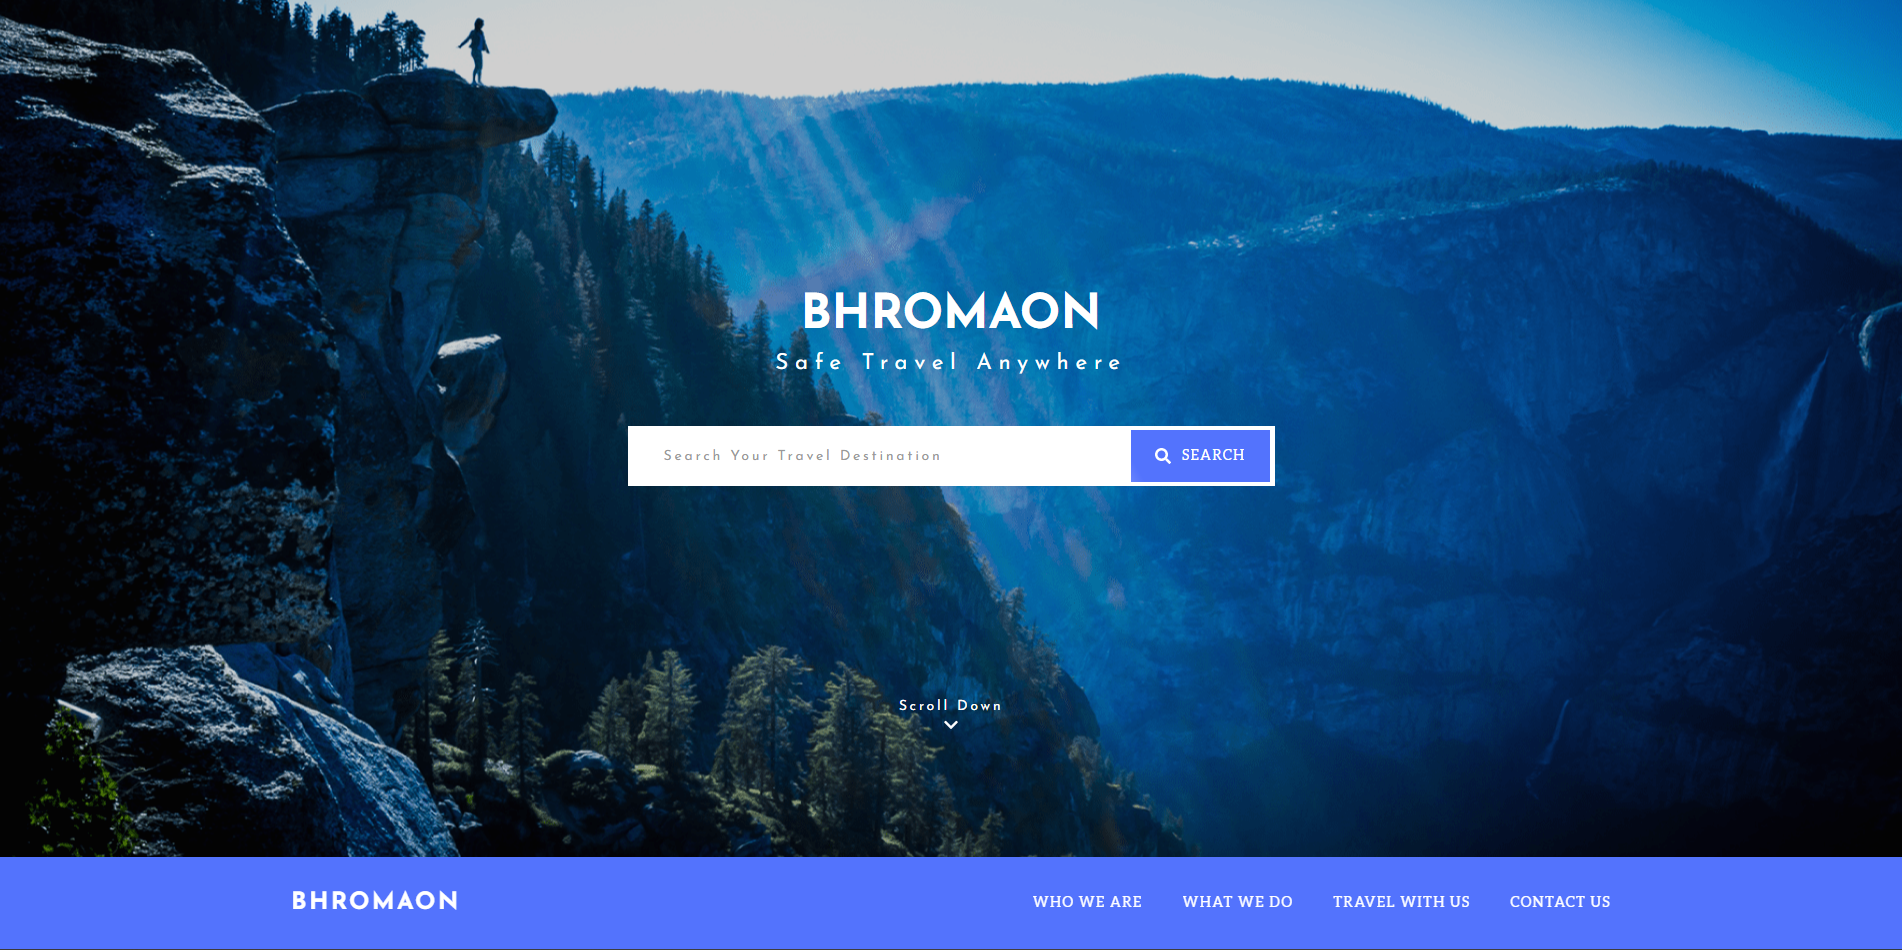 BHROMAON
Safe Travel Anywhere
Search Your Travel Destination
SEARCH
Scroll Down
BHROMAON
WHO WE ARE
WHAT WE DO
TRAVEL WITH US
CONTACT US